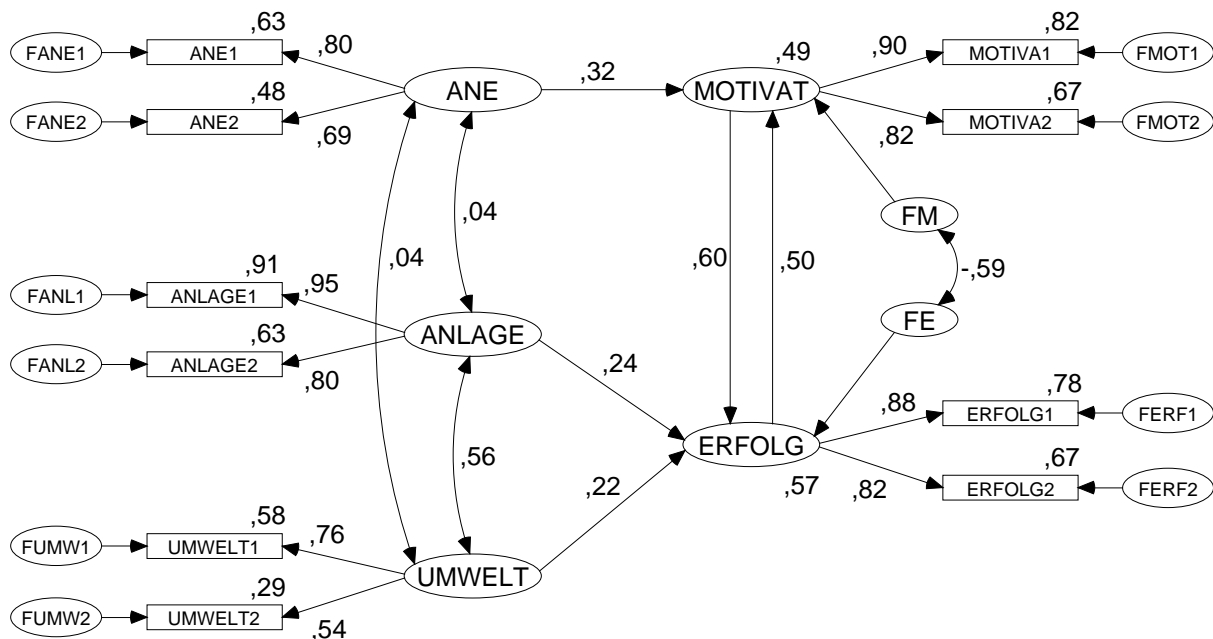 ,63
FANE1
ANE1
,80
ANE
,32
,49
MOTIVAT
,90
,82
MOTIVA1
FMOT1
FANE2
,48
ANE2
,69
,82
,67
MOTIVA2
FMOT2
,04
,04
,60
,50
FM
-,59
FE
FANL1
,91
ANLAGE1
,95
ANLAGE
,24
FANL2
,63
ANLAGE2
,80
,56
,22
ERFOLG
,57
,88
,78
ERFOLG1
FERF1
,82
,67
ERFOLG2
FERF2
FUMW1
,58
UMWELT1
,76
UMWELT
FUMW2
,29
UMWELT2
,54